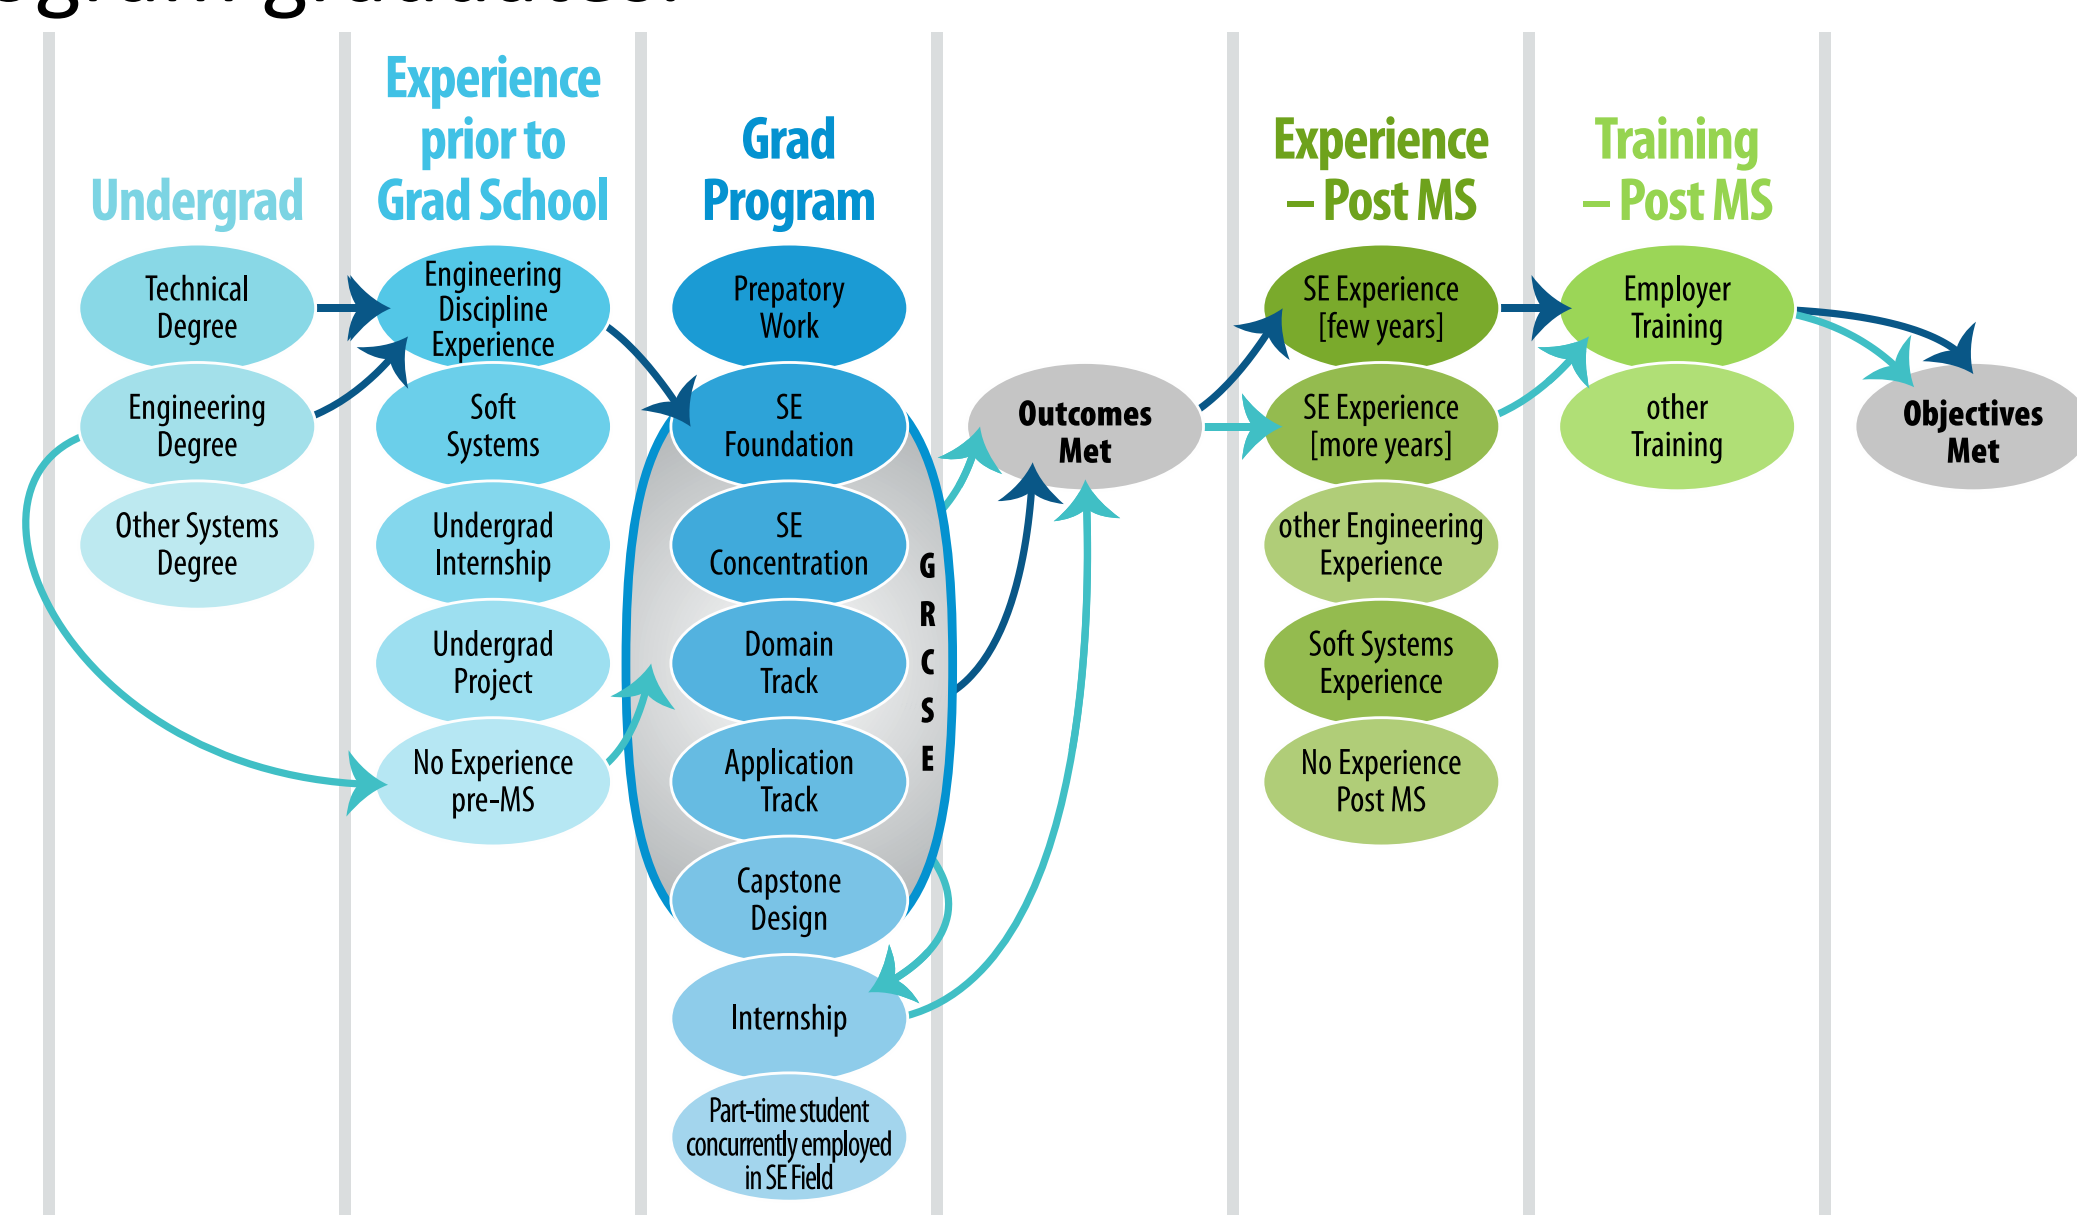 ogram graduates.
Undergrad
Technical
Degree
Engineering
Degree
Other Systems
Degree
Experience
prior to
Grad School
Engineering
Discipline
Experience
Soft
Systems
Undergrad
Internship
Undergrad
Project
No Experience
pre-MS
Grad
Program
Prepatory
Work
SE
Foundation
SE
Concentration
Domain
Track
Application
Track
Capstone
Design
Internship
Part-time student
concurrently employed
in SE Field
G
R
C
S
E
Outcomes
Met
Experience
– Post MS
SE Experience
[few years]
SE Experience
[more years]
other Engineering
Experience
Soft Systems
Experience
No Experience
Post MS
Training
– Post MS
Employer
Training
other
Training
Objectives
Met